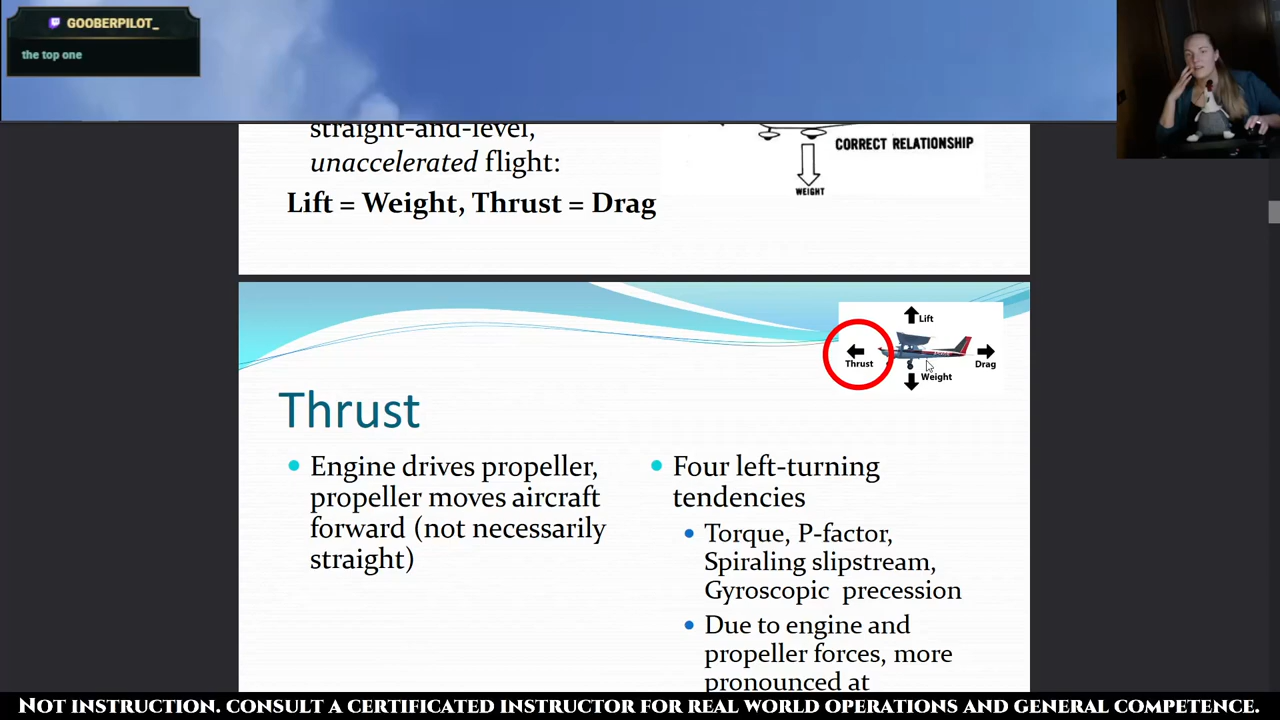 GOOBERPILOT_
the top one
straight-and-level,
unaccelerated flight:
Lift = Weight, Thrust = Drag
CORRECT RELATIONSHIP
WEIGHT
Lift
Thrust
Drag
Weight
Thrust
Engine drives propeller,
propeller moves aircraft
forward (not necessarily
straight)
Four left-turning
tendencies
Torque, P-factor,
Spiraling slipstream,
Gyroscopic precession
Due to engine and
propeller forces, more
pronounced at
NOT INSTRUCTION. CONSULT A CERTIFICATED INSTRUCTOR FOR REAL WORLD OPERATIONS AND GENERAL COMPETENCE.